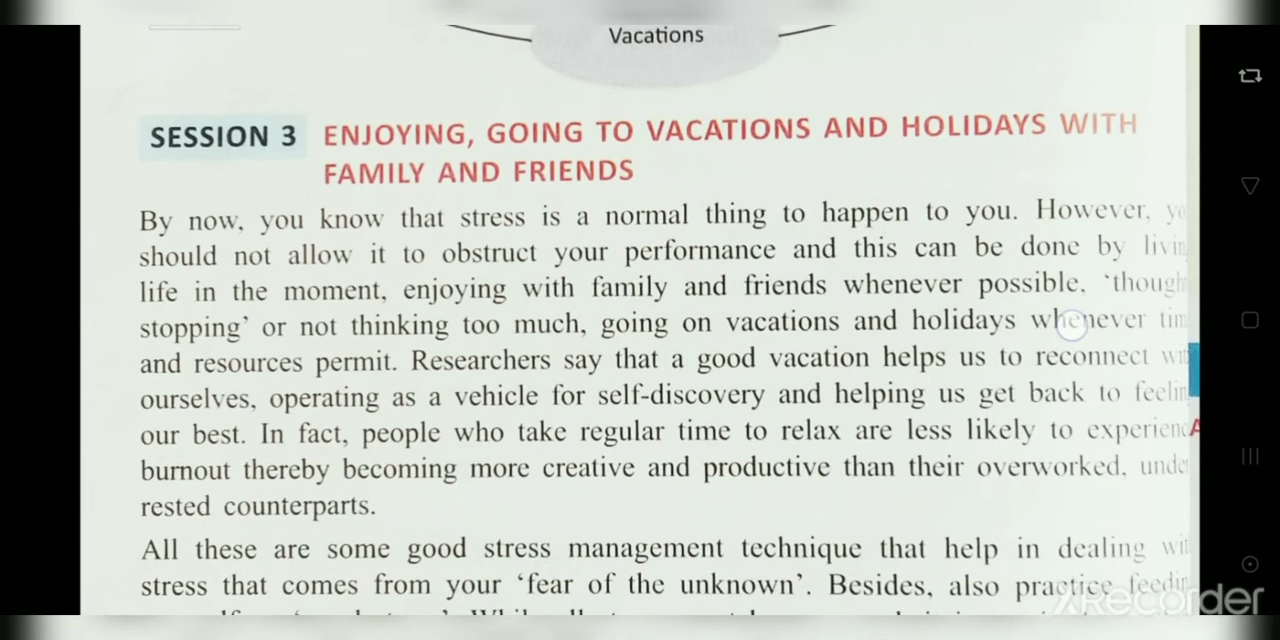 Vacations
SESSION 3 ENJOYING, GOING TO VACATIONS AND HOLIDAYS WITH
FAMILY AND FRIENDS
By now, you know that stress is a normal thing to happen to you. However,
should not allow it to obstruct your performance and this can be done by
life in the moment, enjoying with family and friends whenever possible,
stopping' or not thinking too much, going on vacations and holidays whenever
and resources permit. Researchers say that a good vacation helps us to reconnect
ourselves, operating as a vehicle for self-discovery and helping us get back to
our best. In fact, people who take regular time to relax are less likely to
burnout thereby becoming more creative and productive than their overworked,
rested counterparts.
All these are some good stress management technique that help in dealing
stress that comes from your 'fear of the unknown'. Besides, also practice
XRecorder